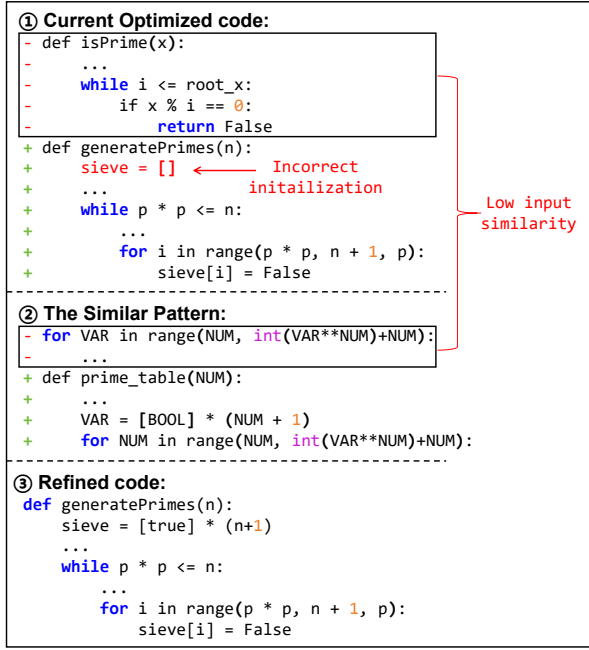 ① Current Optimized code:
- def isPrime(x):
-     ...
-     while i <= root_x:
-         if x % i == 0:
-             return False
+ def generatePrimes(n):
+     sieve = [] ← Incorrect
initailization
+     ...
+     while p * p <= n:
+         ...
+         for i in range(p * p, n + 1, p):
+             sieve[i] = False
Low input
similarity
② The Similar Pattern:
- for VAR in range(NUM, int(VAR**NUM)+NUM):
-     ...
+ def prime_table(NUM):
+     ...
+     VAR = [BOOL] * (NUM + 1)
+     for NUM in range(NUM, int(VAR**NUM)+NUM):
③ Refined code:
def generatePrimes(n):
    sieve = [true] * (n+1)
    ...
    while p * p <= n:
        ...
        for i in range(p * p, n + 1, p):
            sieve[i] = False